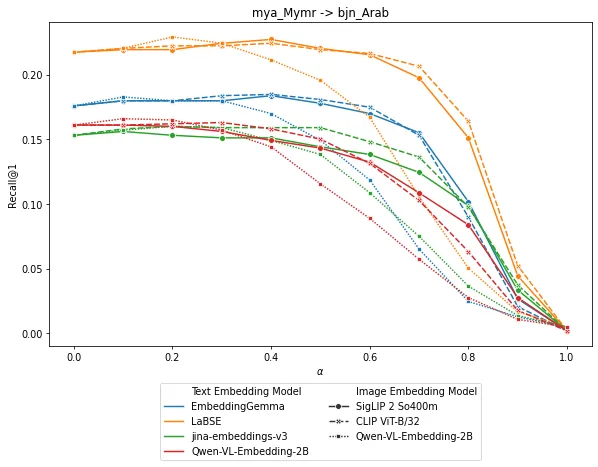 mya_Mymr -> bjn_Arab
Recall@1
0.20
0.15
0.10
0.05
0.00
0.0 0.2 0.4 0.6 0.8 1.0
α
Text Embedding Model
EmbeddingGemma
LaBSE
jina-embeddings-v3
Qwen-VL-Embedding-2B
Image Embedding Model
SigLIP 2 So400m
CLIP ViT-B/32
Qwen-VL-Embedding-2B